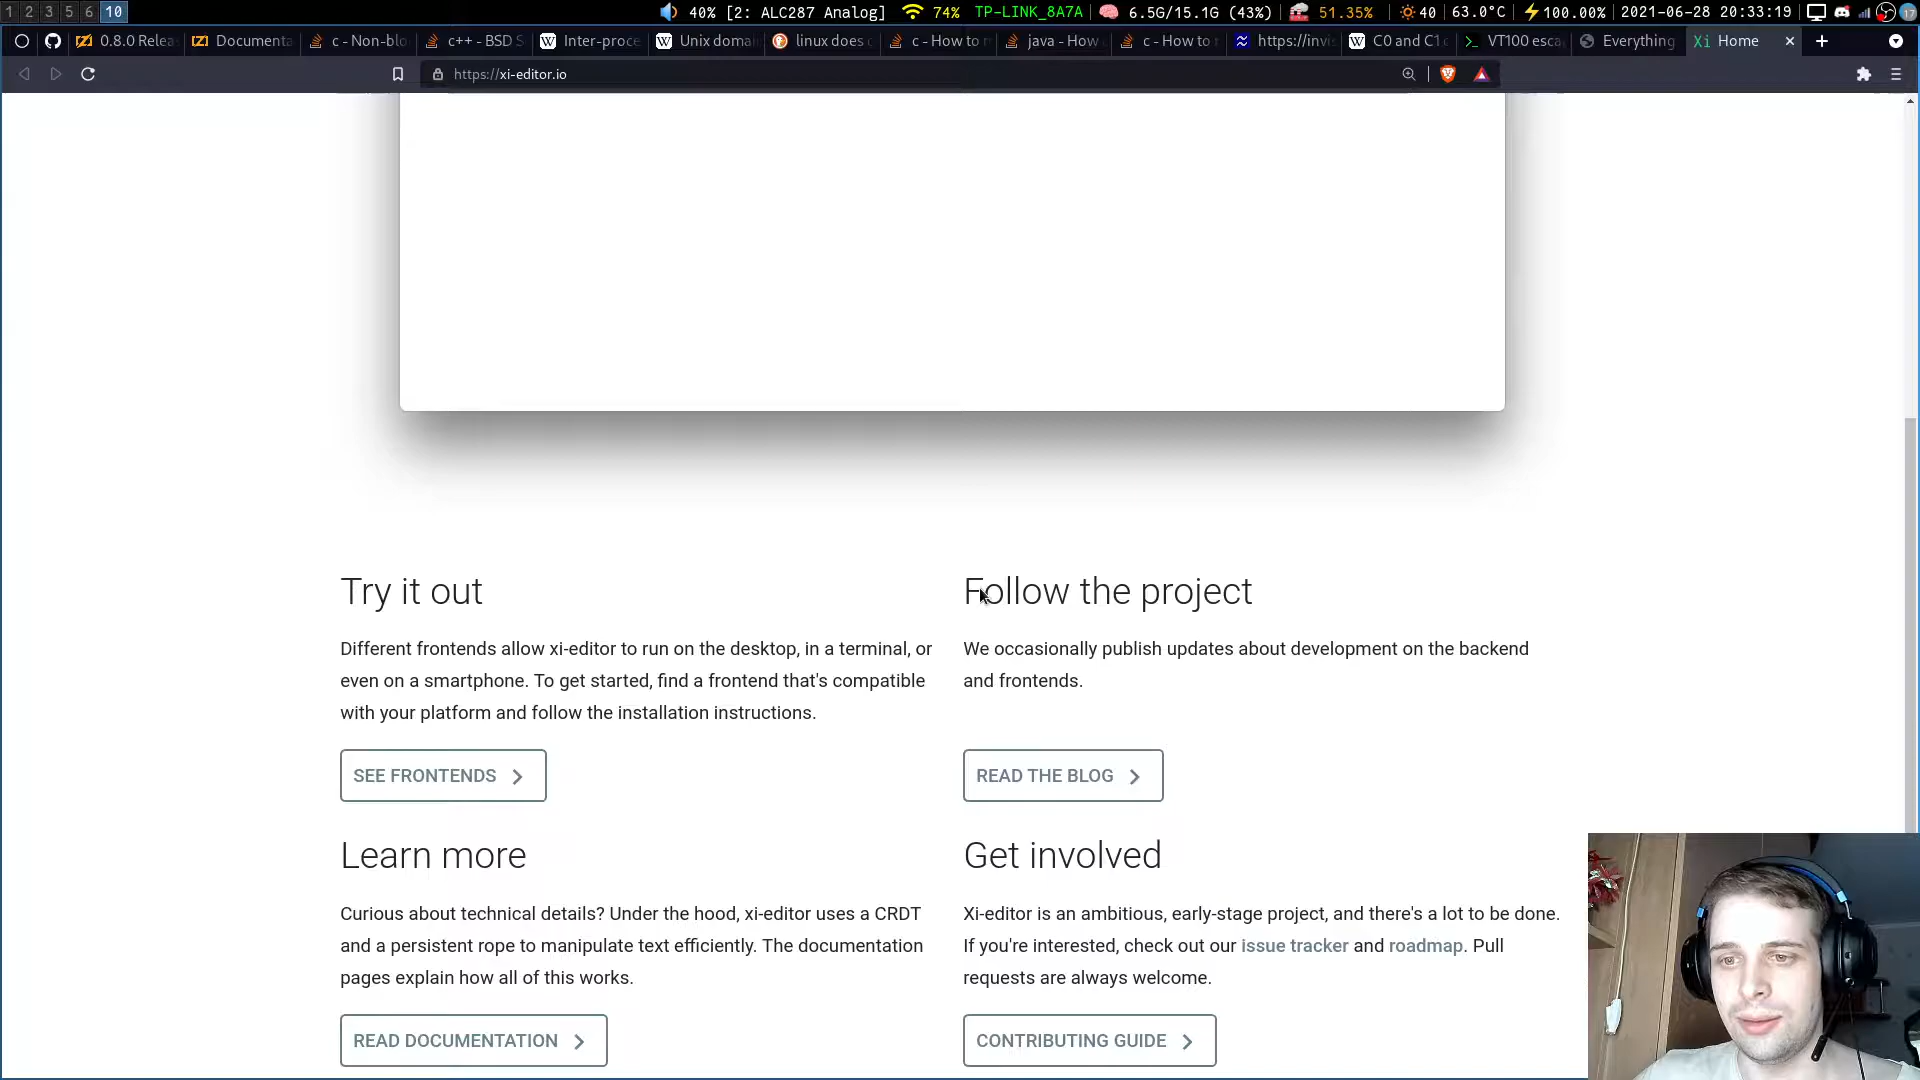 1 2 3 5 6 10
40% [2: ALC287 Analog] 74% TP-LINK_8A7A 6.5G/15.1G (43%) 51.35% 40 63.0°C 100.00% 2021-06-28 20:33:19 17
0.8.0 Relea Documenta c - Non-blo c++ - BSD S Inter-proce Unix domai linux does c - How to java - How c - How to https://invi C0 and C1 c VT100 esca Everything Xi Home
https://xi-editor.io
Try it out
Different frontends allow xi-editor to run on the desktop, in a terminal, or
even on a smartphone. To get started, find a frontend that's compatible
with your platform and follow the installation instructions.
SEE FRONTENDS
Follow the project
We occasionally publish updates about development on the backend
and frontends.
READ THE BLOG
Learn more
Curious about technical details? Under the hood, xi-editor uses a CRDT
and a persistent rope to manipulate text efficiently. The documentation
pages explain how all of this works.
READ DOCUMENTATION
Get involved
Xi-editor is an ambitious, early-stage project, and there's a lot to be done.
If you're interested, check out our issue tracker and roadmap. Pull
requests are always welcome.
CONTRIBUTING GUIDE